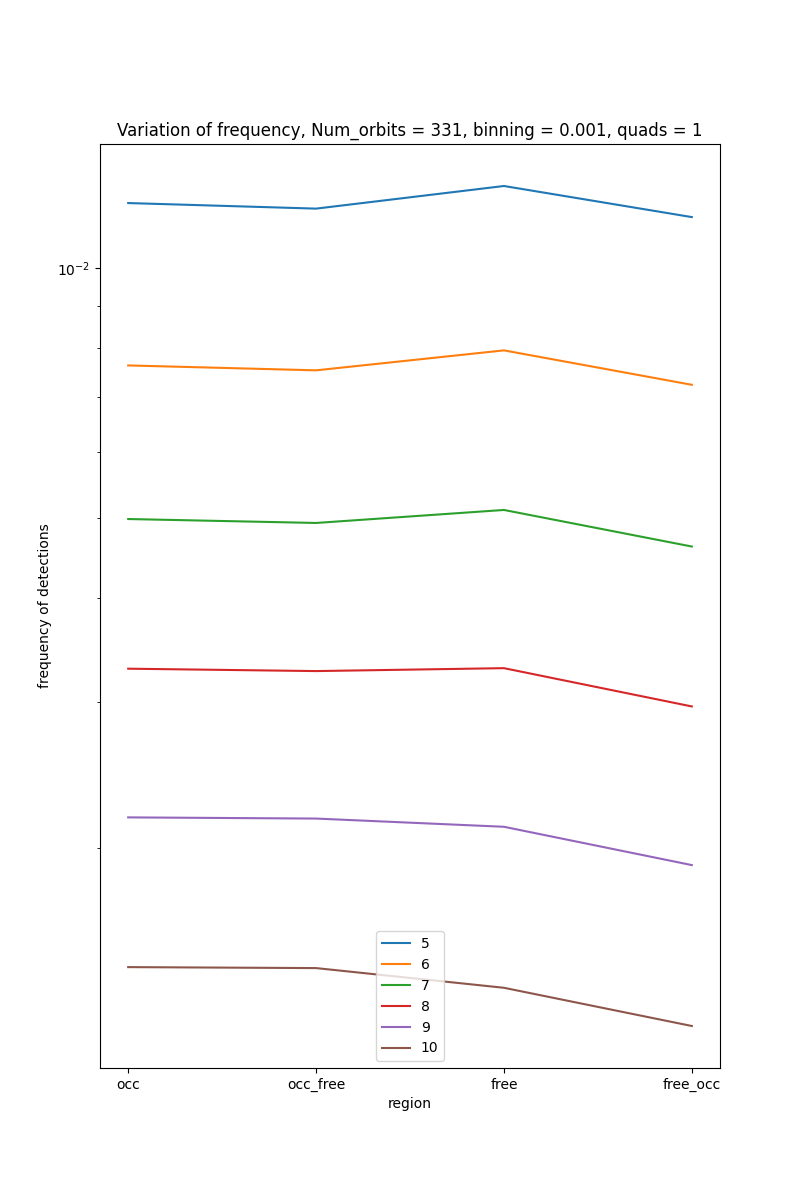 Variation of frequency, Num_orbits = 331, binning = 0.001, quads = 1
10⁻²
frequency of detections
5
6
7
8
9
10
occ occ_free free free_occ
region